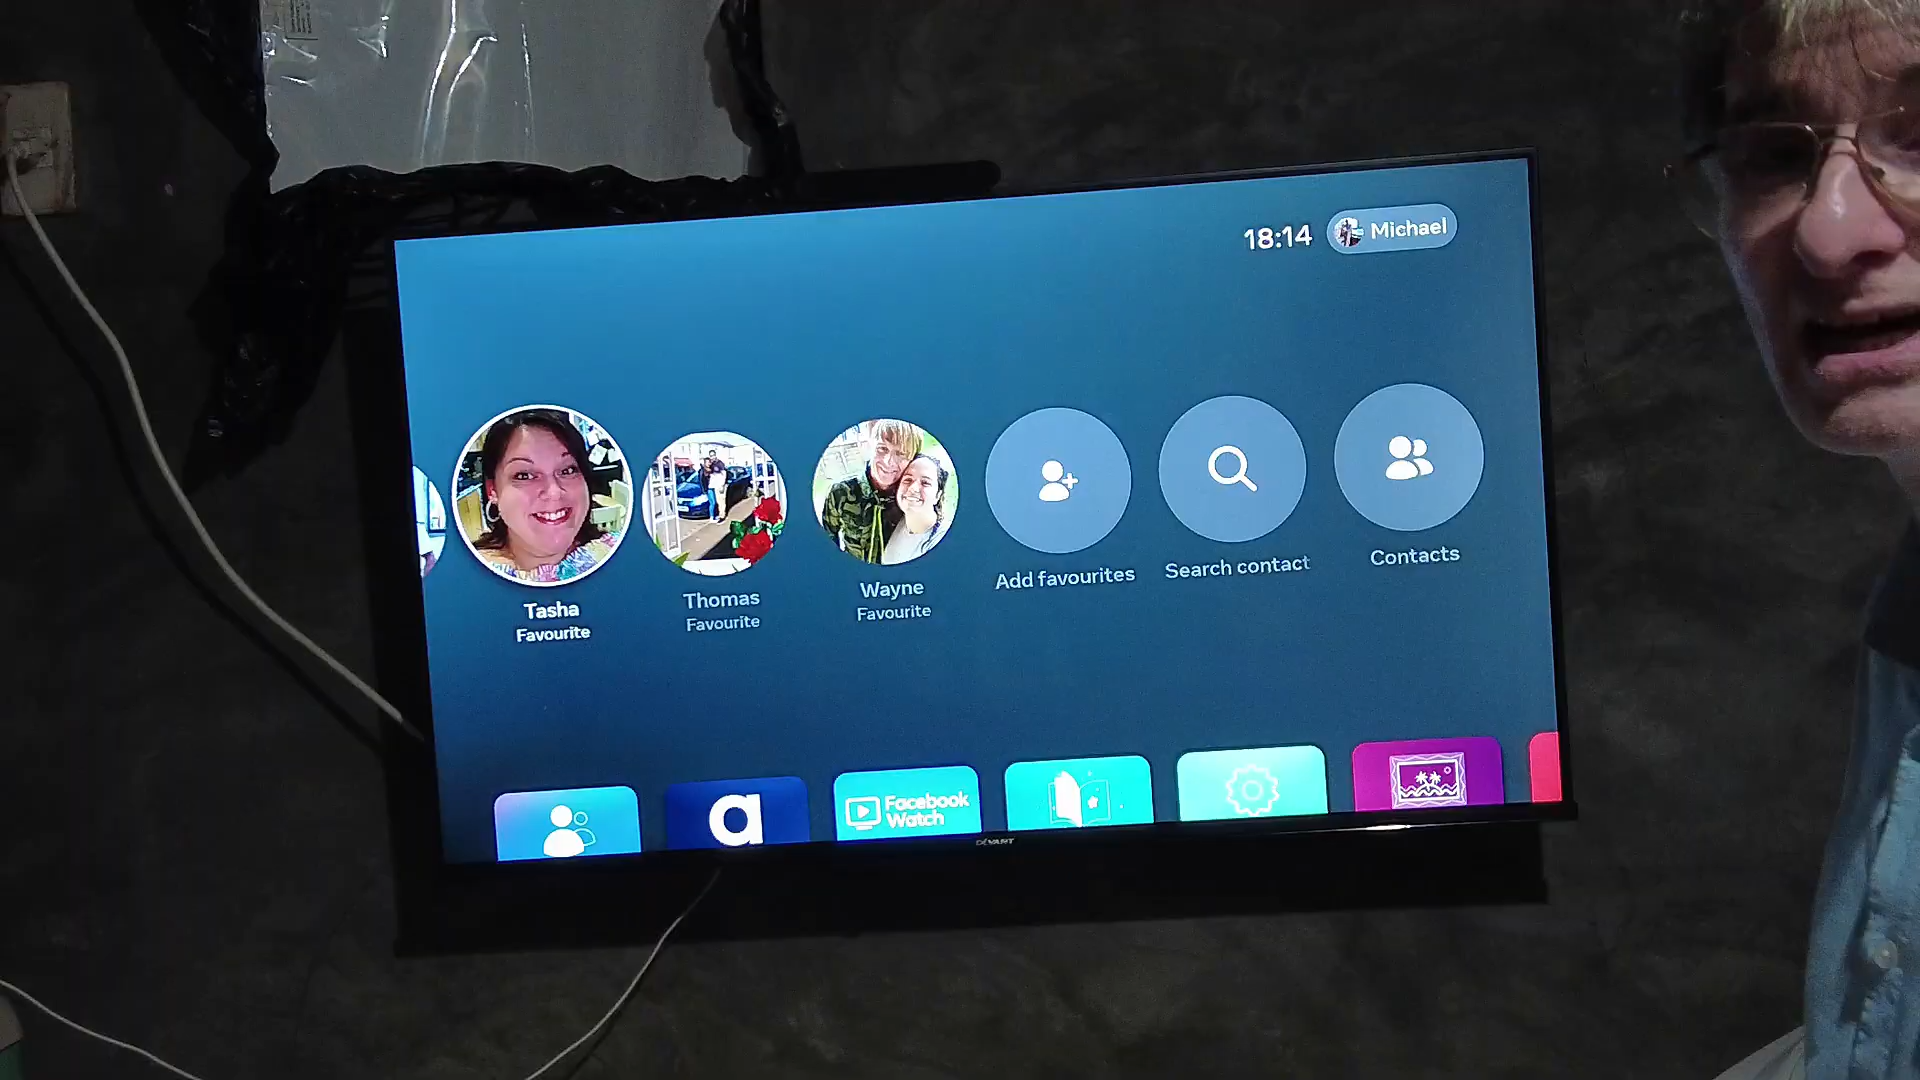 18:14 Michael
Tasha
Favourite
Thomas
Favourite
Wayne
Favourite
Add favourites
Search contact
Contacts
a
Facebook
Watch